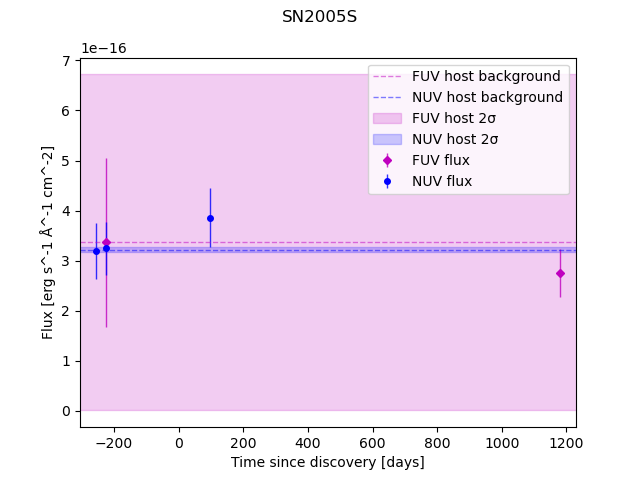 SN2005S
1e−16
FUV host background
NUV host background
FUV host 2σ
NUV host 2σ
FUV flux
NUV flux
7
6
5
4
3
2
1
0
Flux [erg s^-1 Å^-1 cm^-2]
−200 0 200 400 600 800 1000 1200
Time since discovery [days]